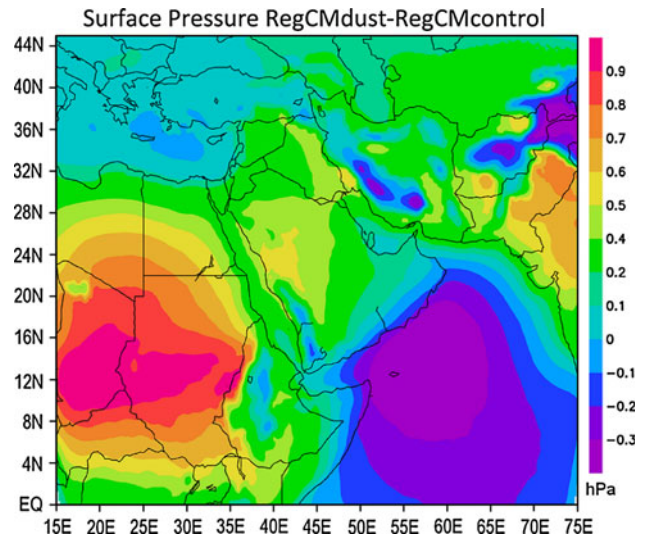 Surface Pressure RegCMdust-RegCMcontrol
44N
40N
36N
32N
28N
24N
20N
16N
12N
8N
4N
EQ
15E 20E 25E 30E 35E 40E 45E 50E 55E 60E 65E 70E 75E
0.9
0.8
0.7
0.6
0.5
0.4
0.2
0.1
0
−0.1
−0.2
−0.3
hPa